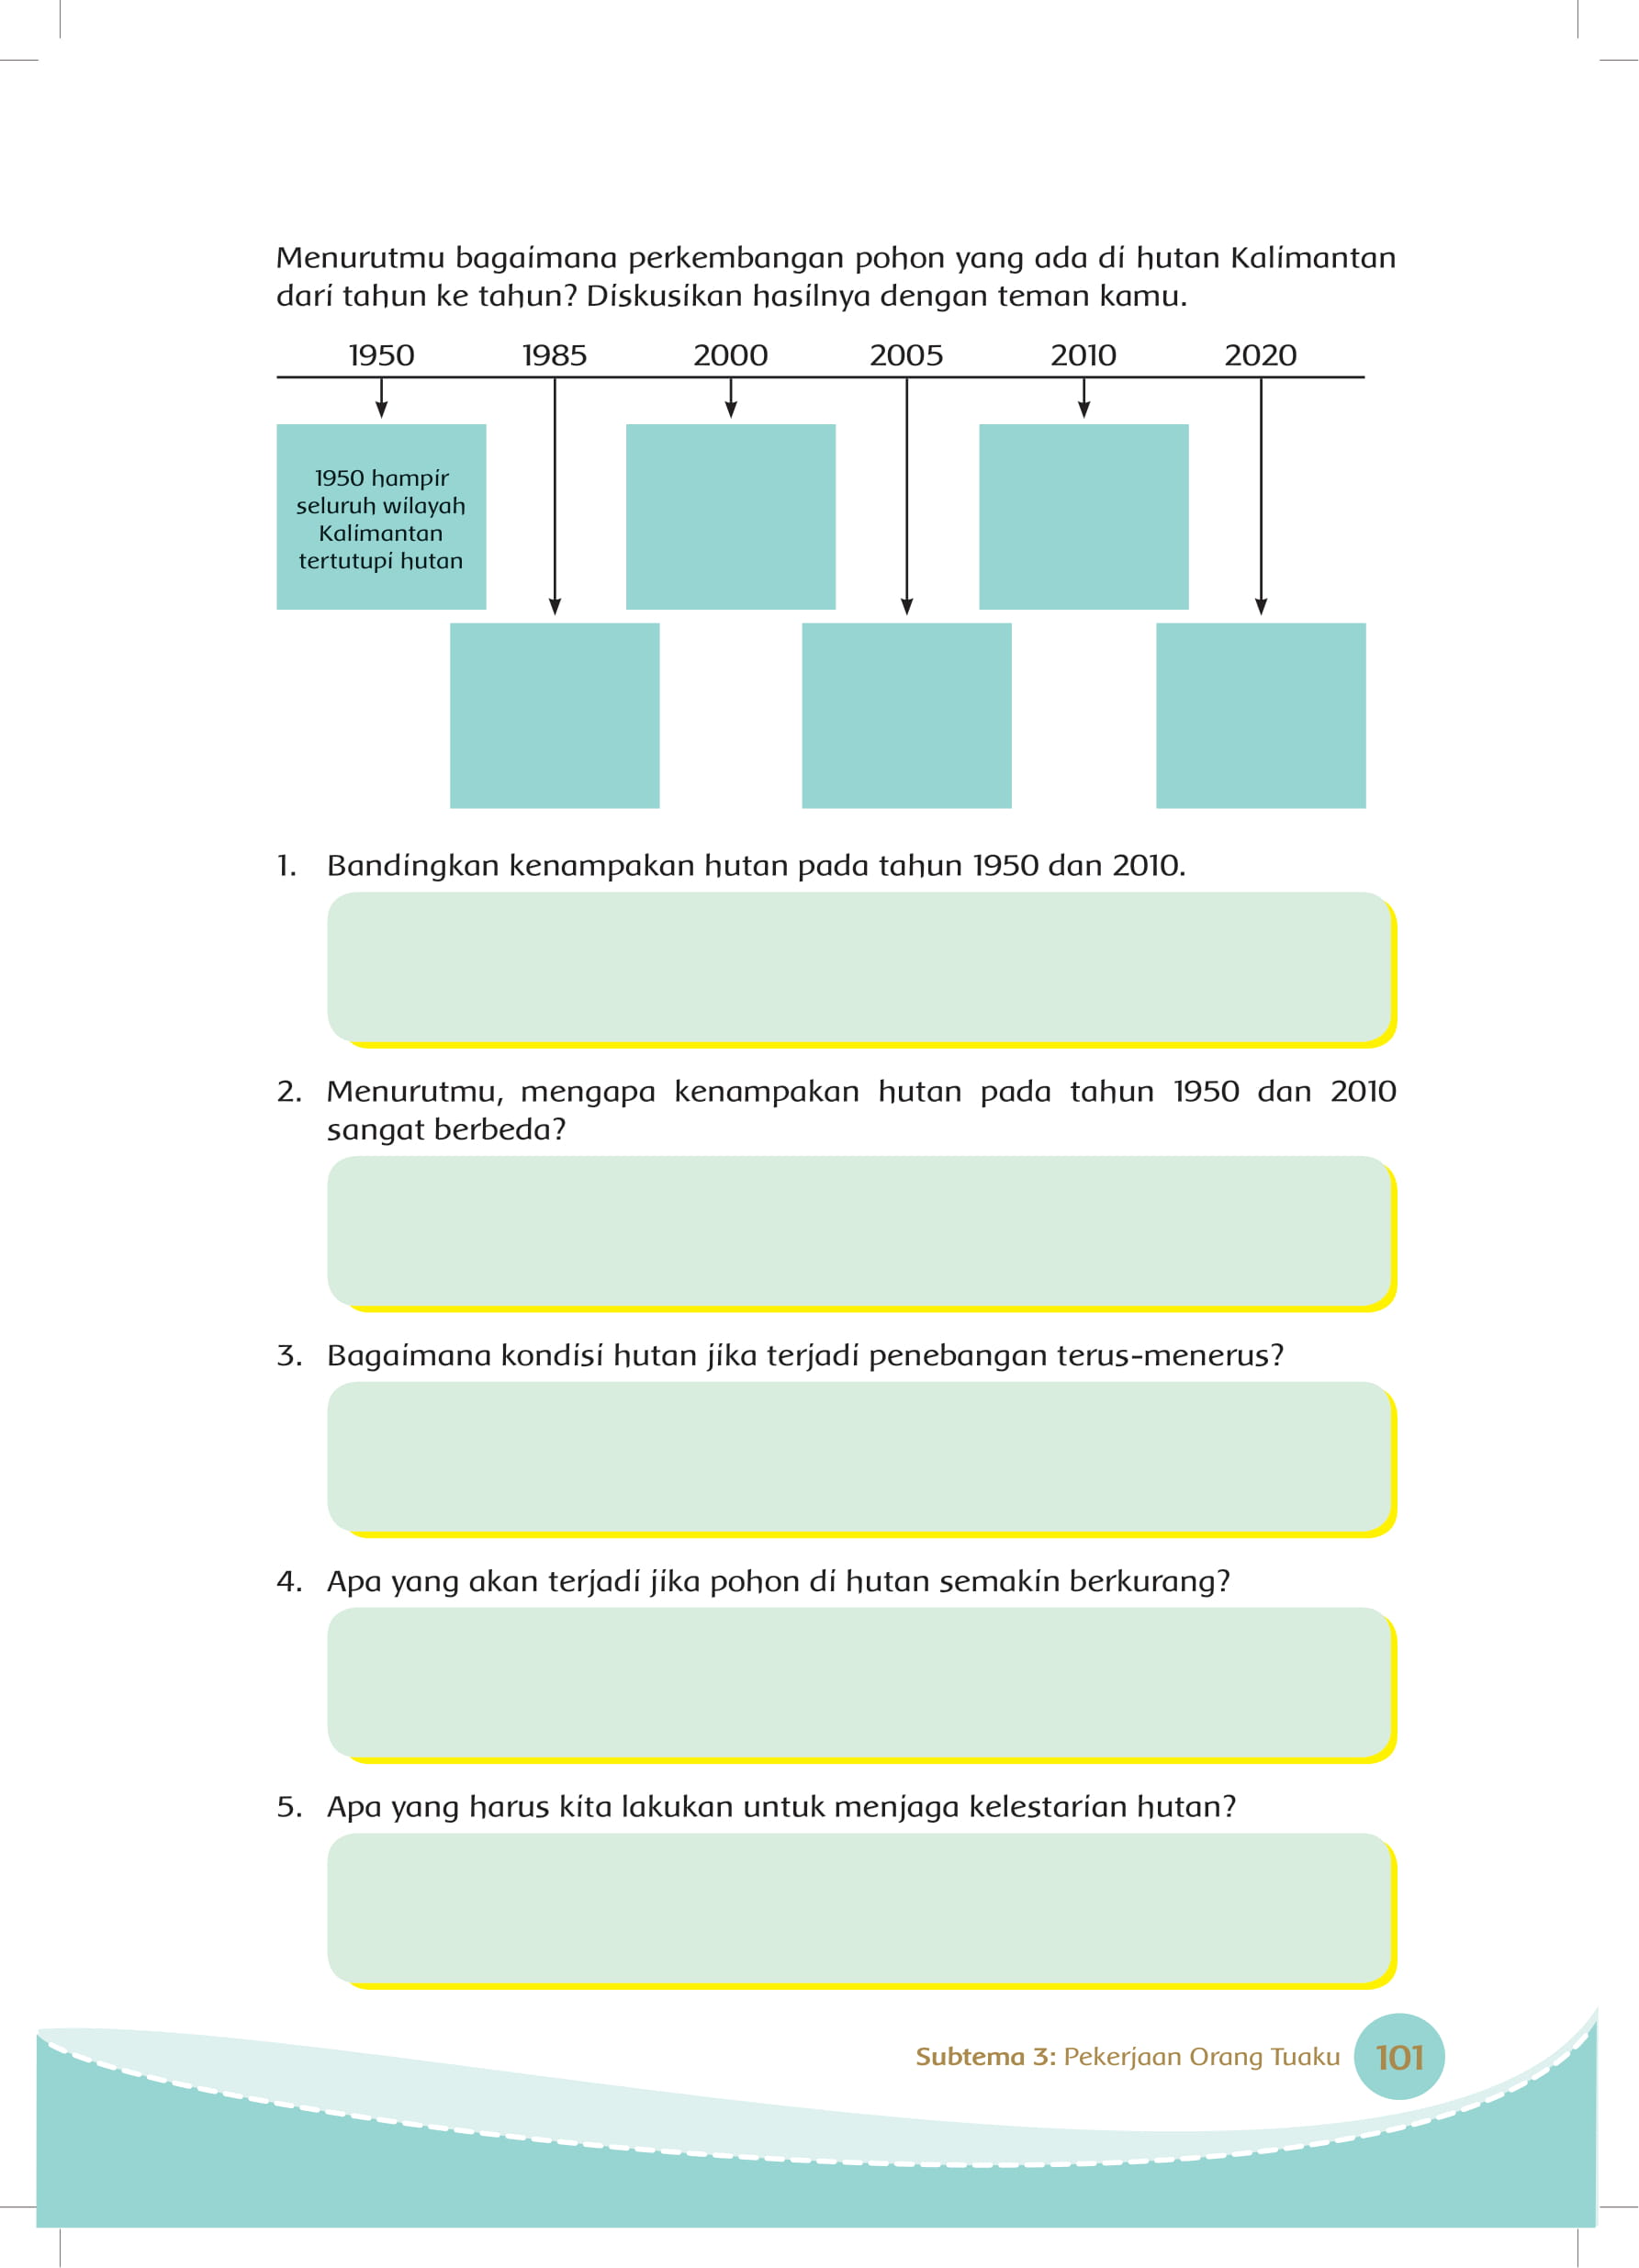 Menurutmu bagaimana perkembangan pohon yang ada di hutan Kalimantan
dari tahun ke tahun? Diskusikan hasilnya dengan teman kamu.
1950 1985 2000 2005 2010 2020
1950 hampir
seluruh wilayah
Kalimantan
tertutupi hutan
1. Bandingkan kenampakan hutan pada tahun 1950 dan 2010.
2. Menurutmu, mengapa kenampakan hutan pada tahun 1950 dan 2010
sangat berbeda?
3. Bagaimana kondisi hutan jika terjadi penebangan terus-menerus?
4. Apa yang akan terjadi jika pohon di hutan semakin berkurang?
5. Apa yang harus kita lakukan untuk menjaga kelestarian hutan?
Subtema 3: Pekerjaan Orang Tuaku 101